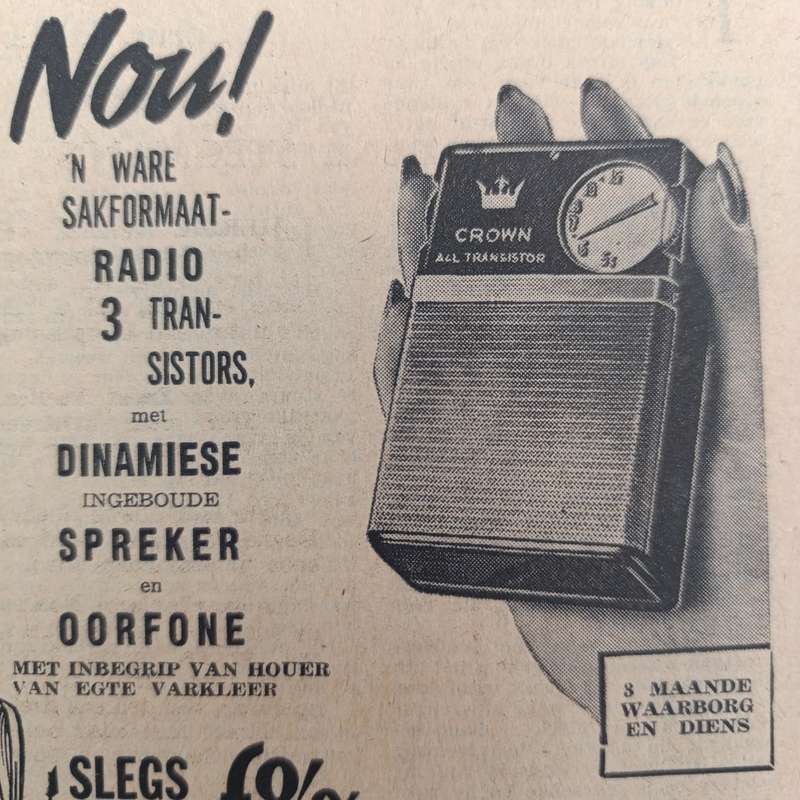 Nou!
'N WARE
SAKFORMAAT-
RADIO
3 TRAN-
SISTORS,
met
DINAMIESE
INGEBOUDE
SPREKER
en
OORFONE
MET INBEGRIP VAN HOUER
VAN EGTE VARKLEER
SLEGS
CROWN
ALL TRANSISTOR
3 MAANDE
WAARBORG
EN DIENS